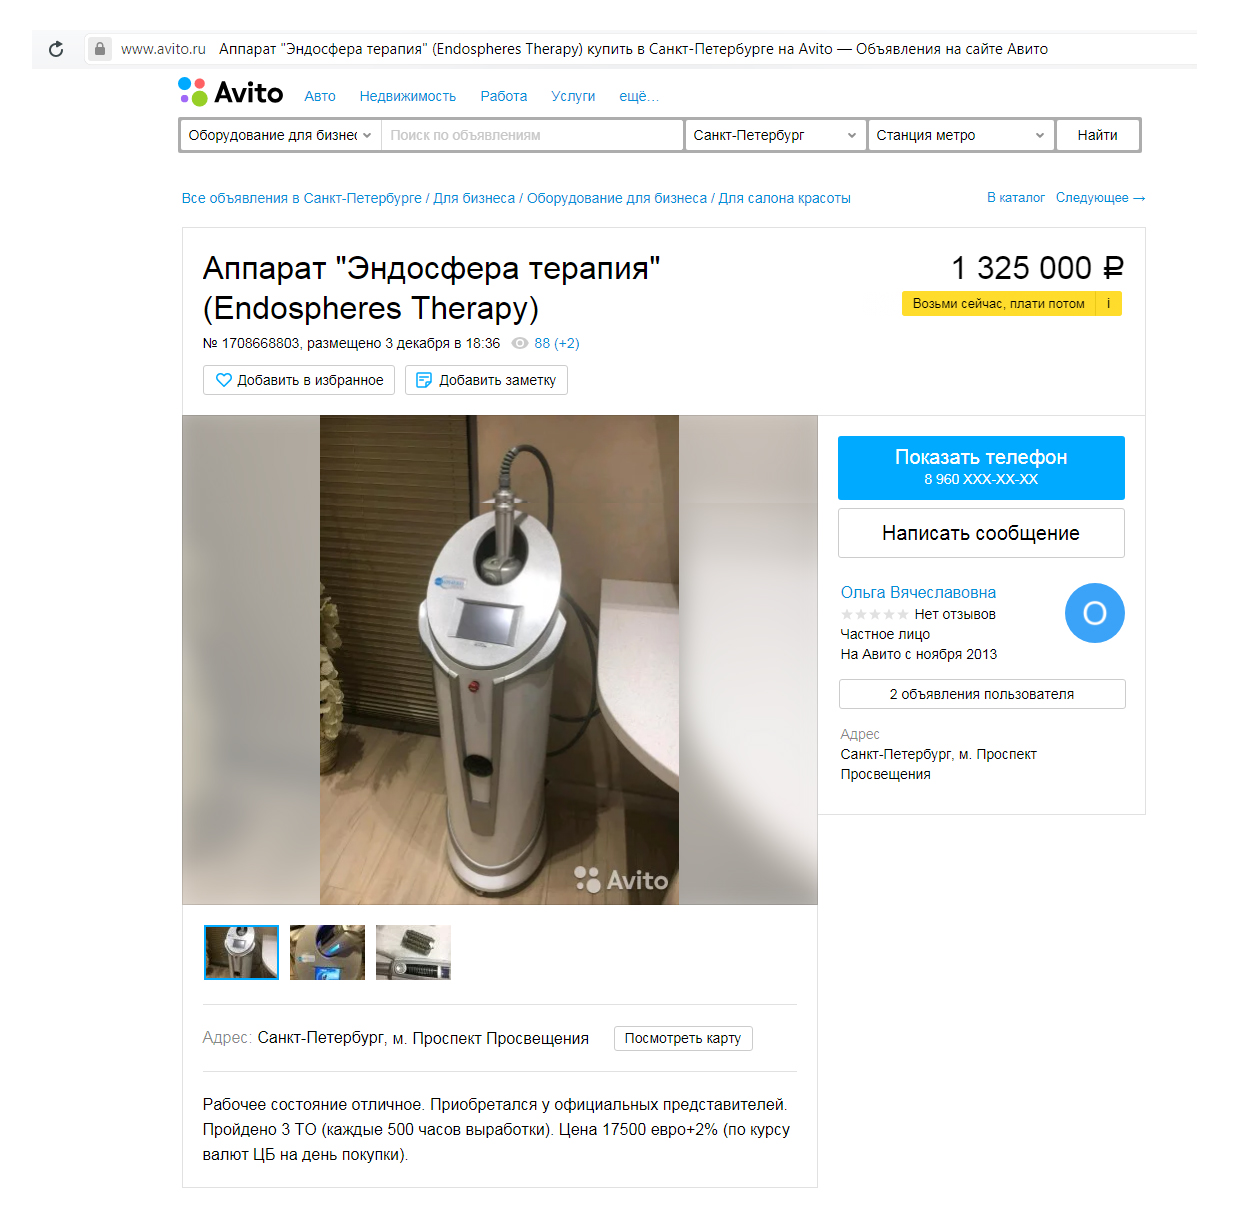 www.avito.ru Аппарат "Эндосфера терапия" (Endospheres Therapy) купить в Санкт-Петербурге на Avito — Объявления на сайте Авито
Avito Авто Недвижимость Работа Услуги ещё...
Оборудование для бизнес Поиск по объявлениям Санкт-Петербург Станция метро Найти
Все объявления в Санкт-Петербурге / Для бизнеса / Оборудование для бизнеса / Для салона красоты В каталог Следующее →
Аппарат "Эндосфера терапия"
(Endospheres Therapy)
1 325 000 ₽
Возьми сейчас, плати потом i
№ 1708668803, размещено 3 декабря в 18:36 88 (+2)
Добавить в избранное Добавить заметку
Показать телефон
8 960 XXX-XX-XX
Написать сообщение
Ольга Вячеславовна
О
Нет отзывов
Частное лицо
На Авито с ноября 2013
2 объявления пользователя
Адрес
Санкт-Петербург, м. Проспект
Просвещения
Avito
Адрес: Санкт-Петербург, м. Проспект Просвещения Посмотреть карту
Рабочее состояние отличное. Приобретался у официальных представителей.
Пройдено 3 ТО (каждые 500 часов выработки). Цена 17500 евро+2% (по курсу
валют ЦБ на день покупки).